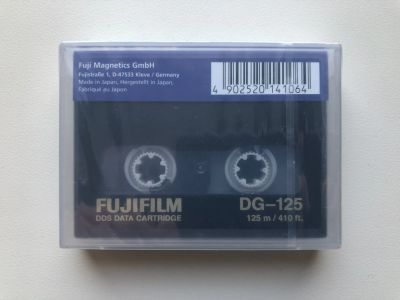 Fuji Magnetics GmbH
Fujistraße 1, D-47533 Kleve / Germany
Made in Japan, Hergestellt in Japan,
Fabriqué au Japon
4 902520 141064
FUJIFILM
DDS DATA CARTRIDGE
DG-125
125 m / 410 ft.